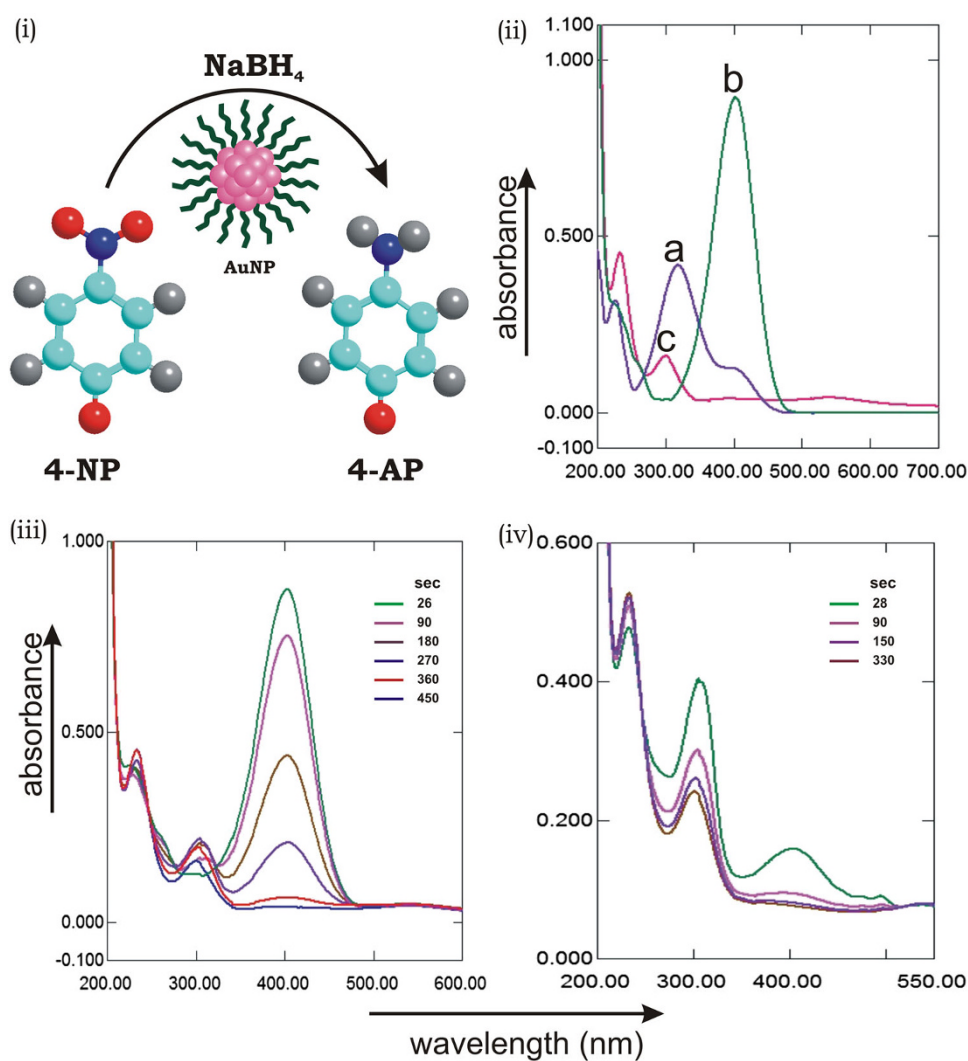 (i)
NaBH4
AuNP
4-NP
4-AP
(ii)
1.100
1.000
0.500
0.000
-0.100
absorbance
a
b
c
200.00 300.00 400.00 500.00 600.00 700.00
(iii)
1.000
0.500
0.000
-0.100
absorbance
sec
26
90
180
270
360
450
200.00 300.00 400.00 500.00 600.00
(iv)
0.600
0.400
0.200
0.000
sec
28
90
150
330
200.00 300.00 400.00 550.00
wavelength (nm)